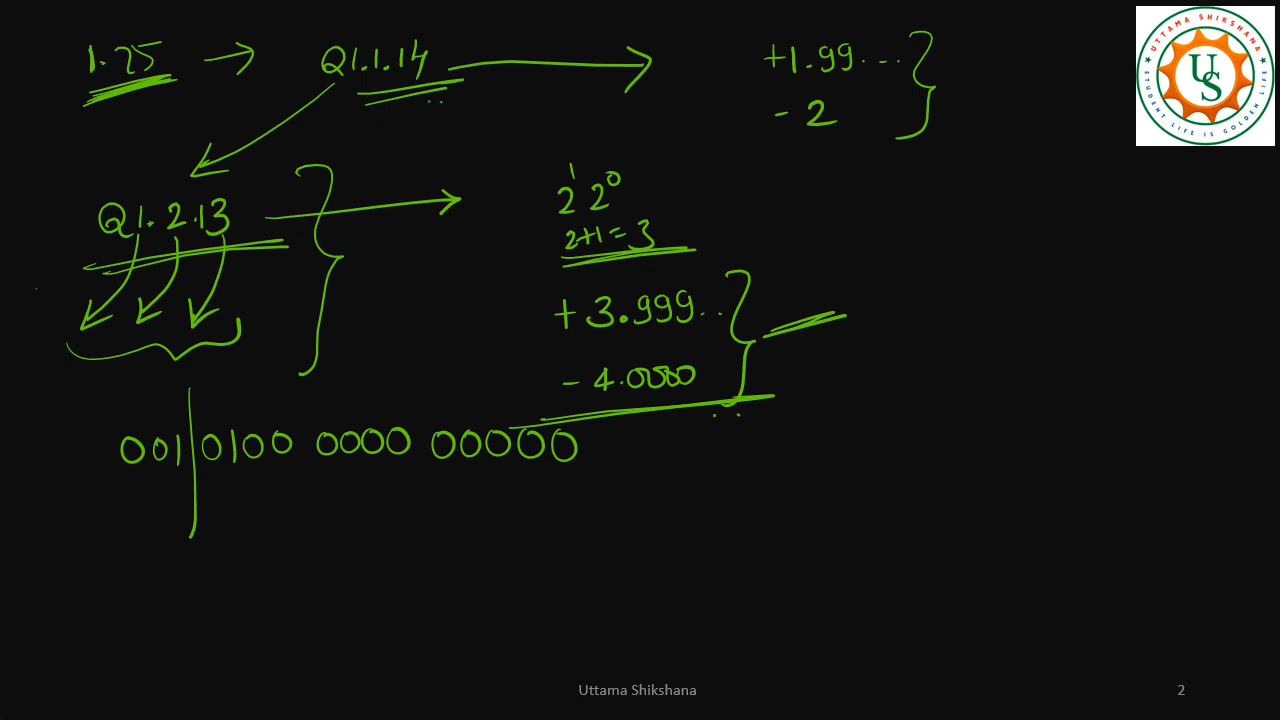 1.25 → Q1.1.14 → +1.99...
- 2
Q1.2.13 → 2¹ 2⁰
2+1=3
+3.999..
- 4.0000
001|0100 0000 00000
UTTAMA SHIKSHANA
US
STUDENT LIFE IS GOLDEN LIFE
Uttama Shikshana
2